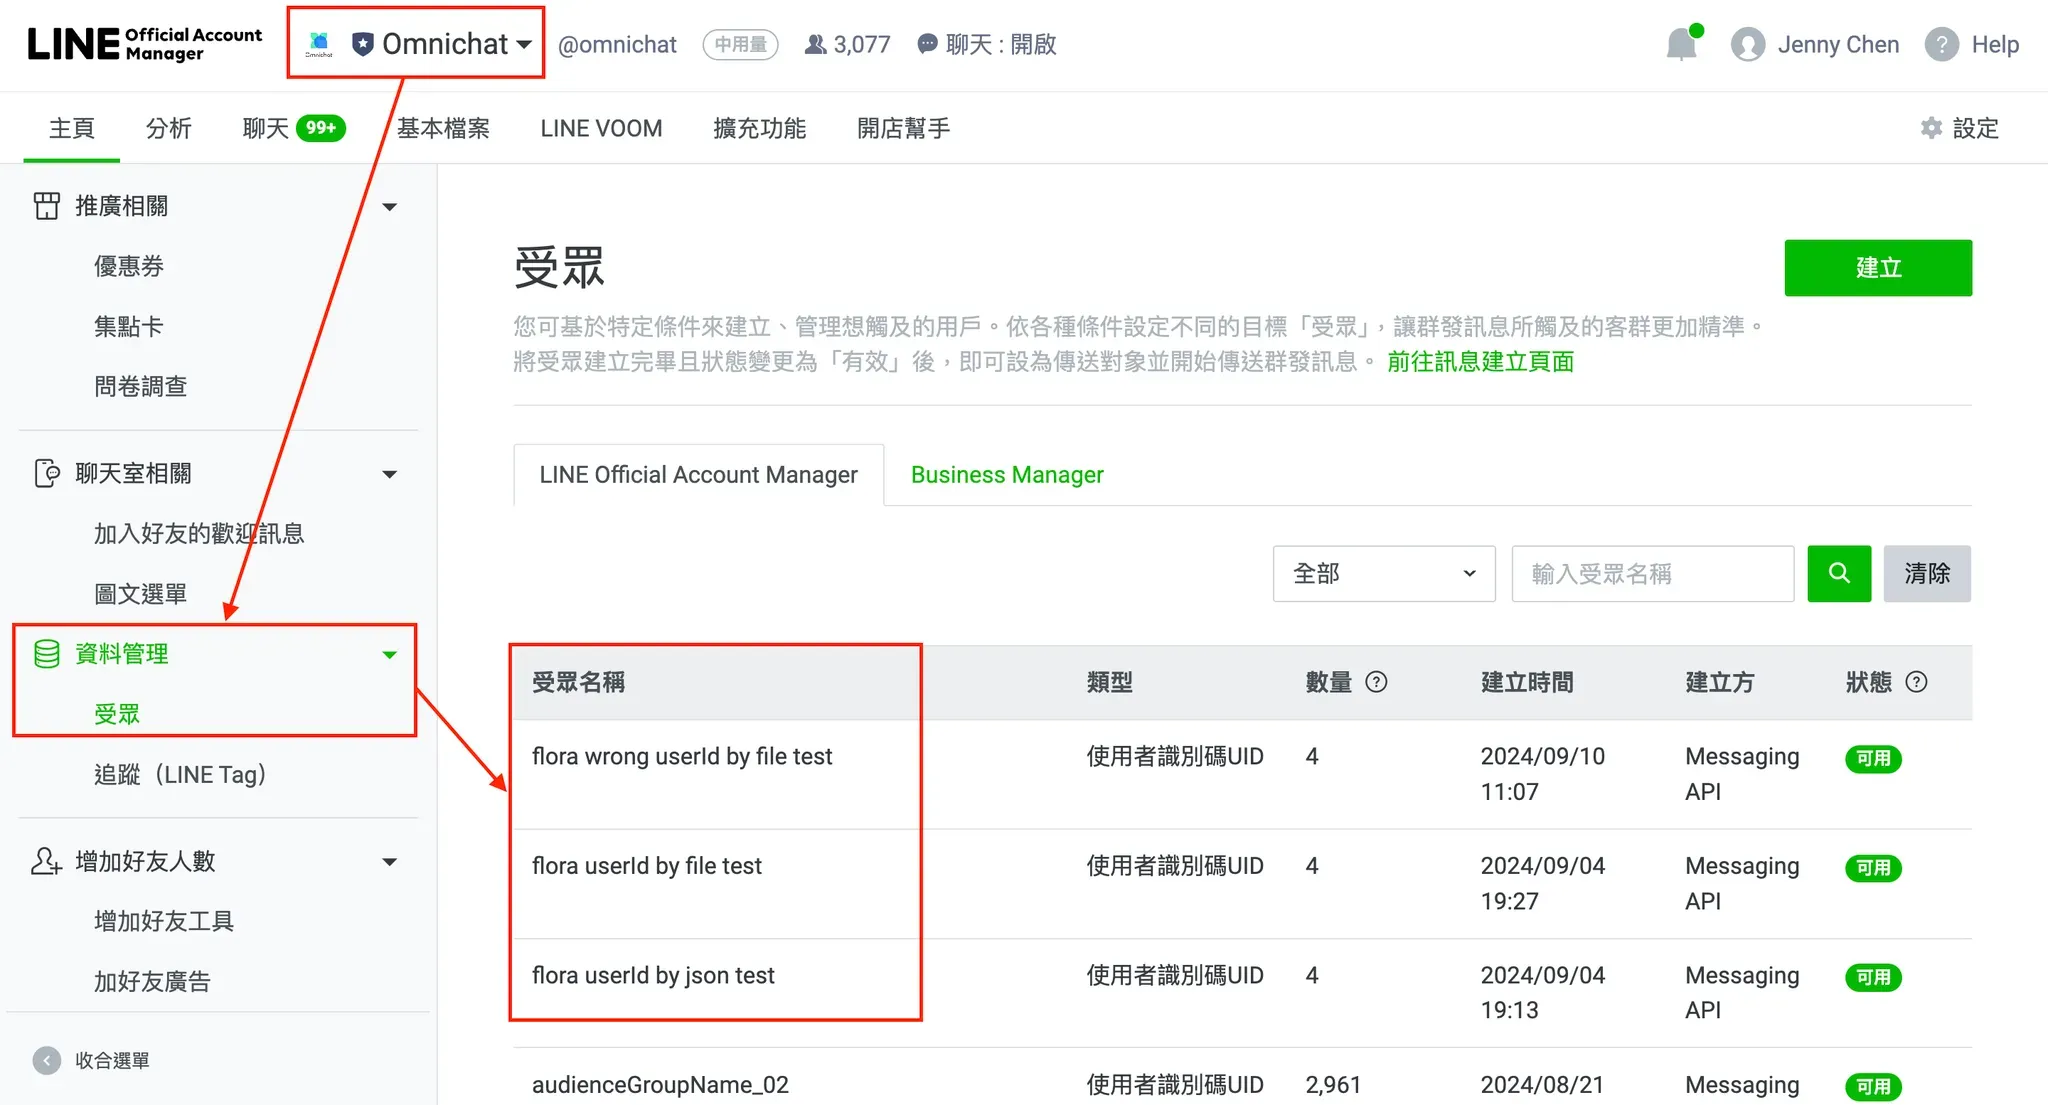 LINE Official Account Manager
Omnichat
Omnichat
@omnichat
中用量
3,077
聊天 : 開啟
Jenny Chen
? Help
主頁
分析
聊天 99+
基本檔案
LINE VOOM
擴充功能
開店幫手
設定
推廣相關
優惠券
集點卡
問卷調查
聊天室相關
加入好友的歡迎訊息
圖文選單
資料管理
受眾
追蹤（LINE Tag）
增加好友人數
增加好友工具
加好友廣告
收合選單
受眾
建立
您可基於特定條件來建立、管理想觸及的用戶。依各種條件設定不同的目標「受眾」，讓群發訊息所觸及的客群更加精準。
將受眾建立完畢且狀態變更為「有效」後，即可設為傳送對象並開始傳送群發訊息。 前往訊息建立頁面
LINE Official Account Manager
Business Manager
全部
輸入受眾名稱
清除
受眾名稱 類型 數量 ? 建立時間 建立方 狀態 ?
flora wrong userId by file test 使用者識別碼UID 4 2024/09/10 11:07 Messaging API 可用
flora userId by file test 使用者識別碼UID 4 2024/09/04 19:27 Messaging API 可用
flora userId by json test 使用者識別碼UID 4 2024/09/04 19:13 Messaging API 可用
audienceGroupName_02 使用者識別碼UID 2,961 2024/08/21 Messaging 可用